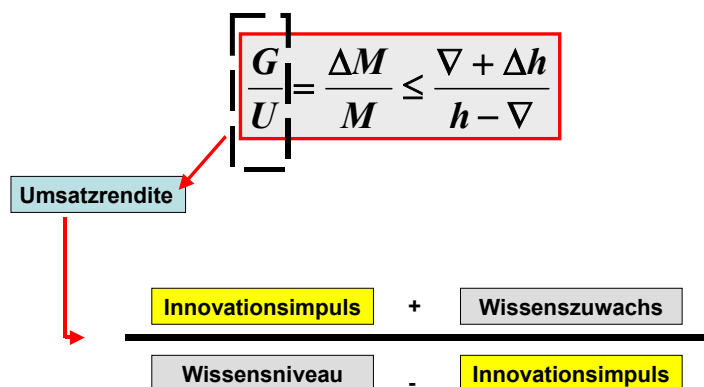 G/U = ΔM/M ≤ (∇ + Δh)/(h − ∇)
Umsatzrendite
Innovationsimpuls + Wissenszuwachs
Wissensniveau - Innovationsimpuls